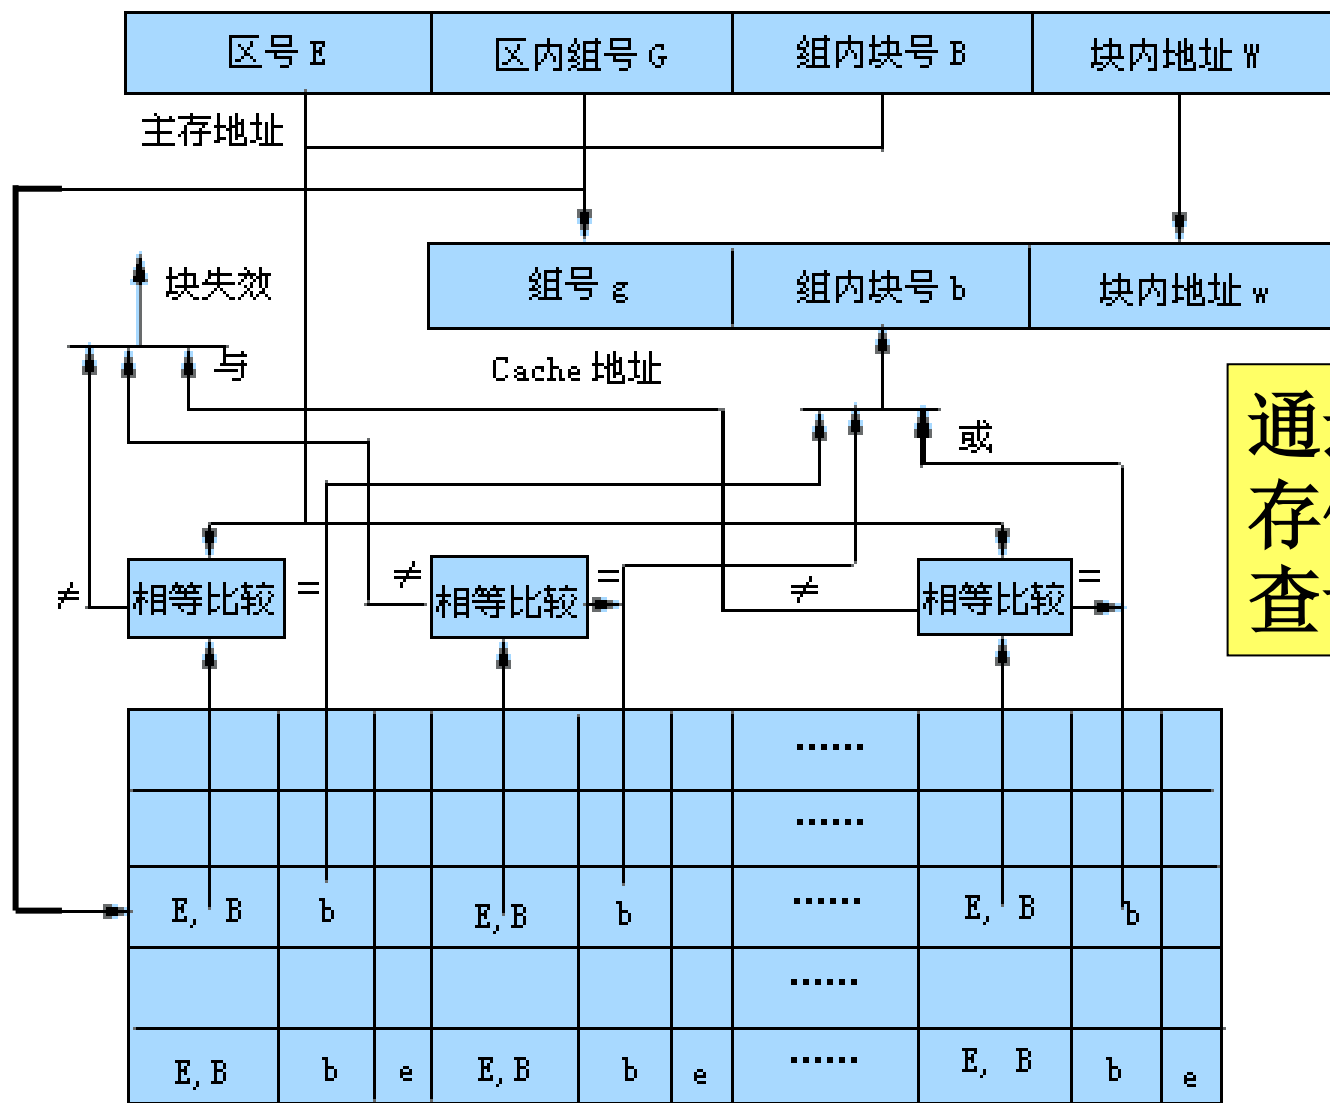 区号 E 区内组号 G 组内块号 B 块内地址 W
主存地址
组号 g 组内块号 b 块内地址 w
块失效
与
Cache 地址
或
存
查
≠ 相等比较 = ≠ 相等比较 = ≠ 相等比较 =
······
······
E, B b E, B b ······ E, B b
······
E, B b e E, B b e ······ E, B b e